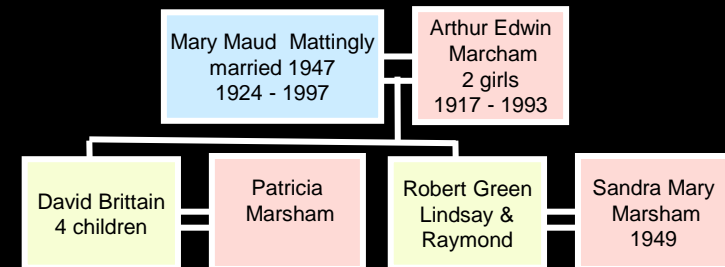 Mary Maud Mattingly
married 1947
1924 - 1997
Arthur Edwin
Marcham
2 girls
1917 - 1993
David Brittain
4 children
Patricia
Marsham
Robert Green
Lindsay &
Raymond
Sandra Mary
Marsham
1949